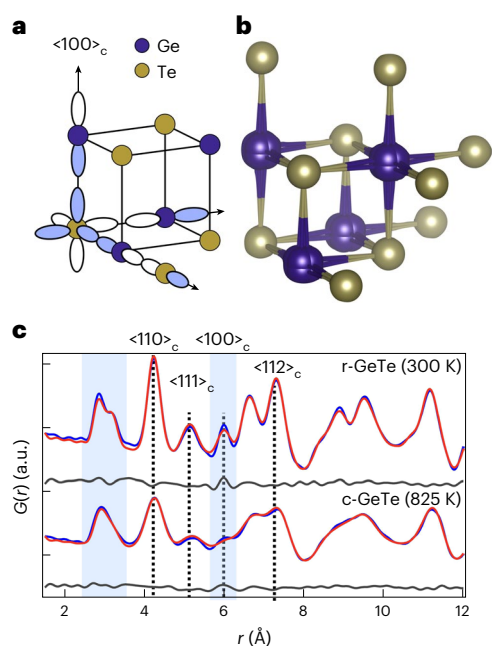 a
b
<100>c
Ge
Te
c
<110>c
<100>c
<111>c
<112>c
r-GeTe (300 K)
c-GeTe (825 K)
G(r) (a.u.)
2 4 6 8 10 12
r (Å)